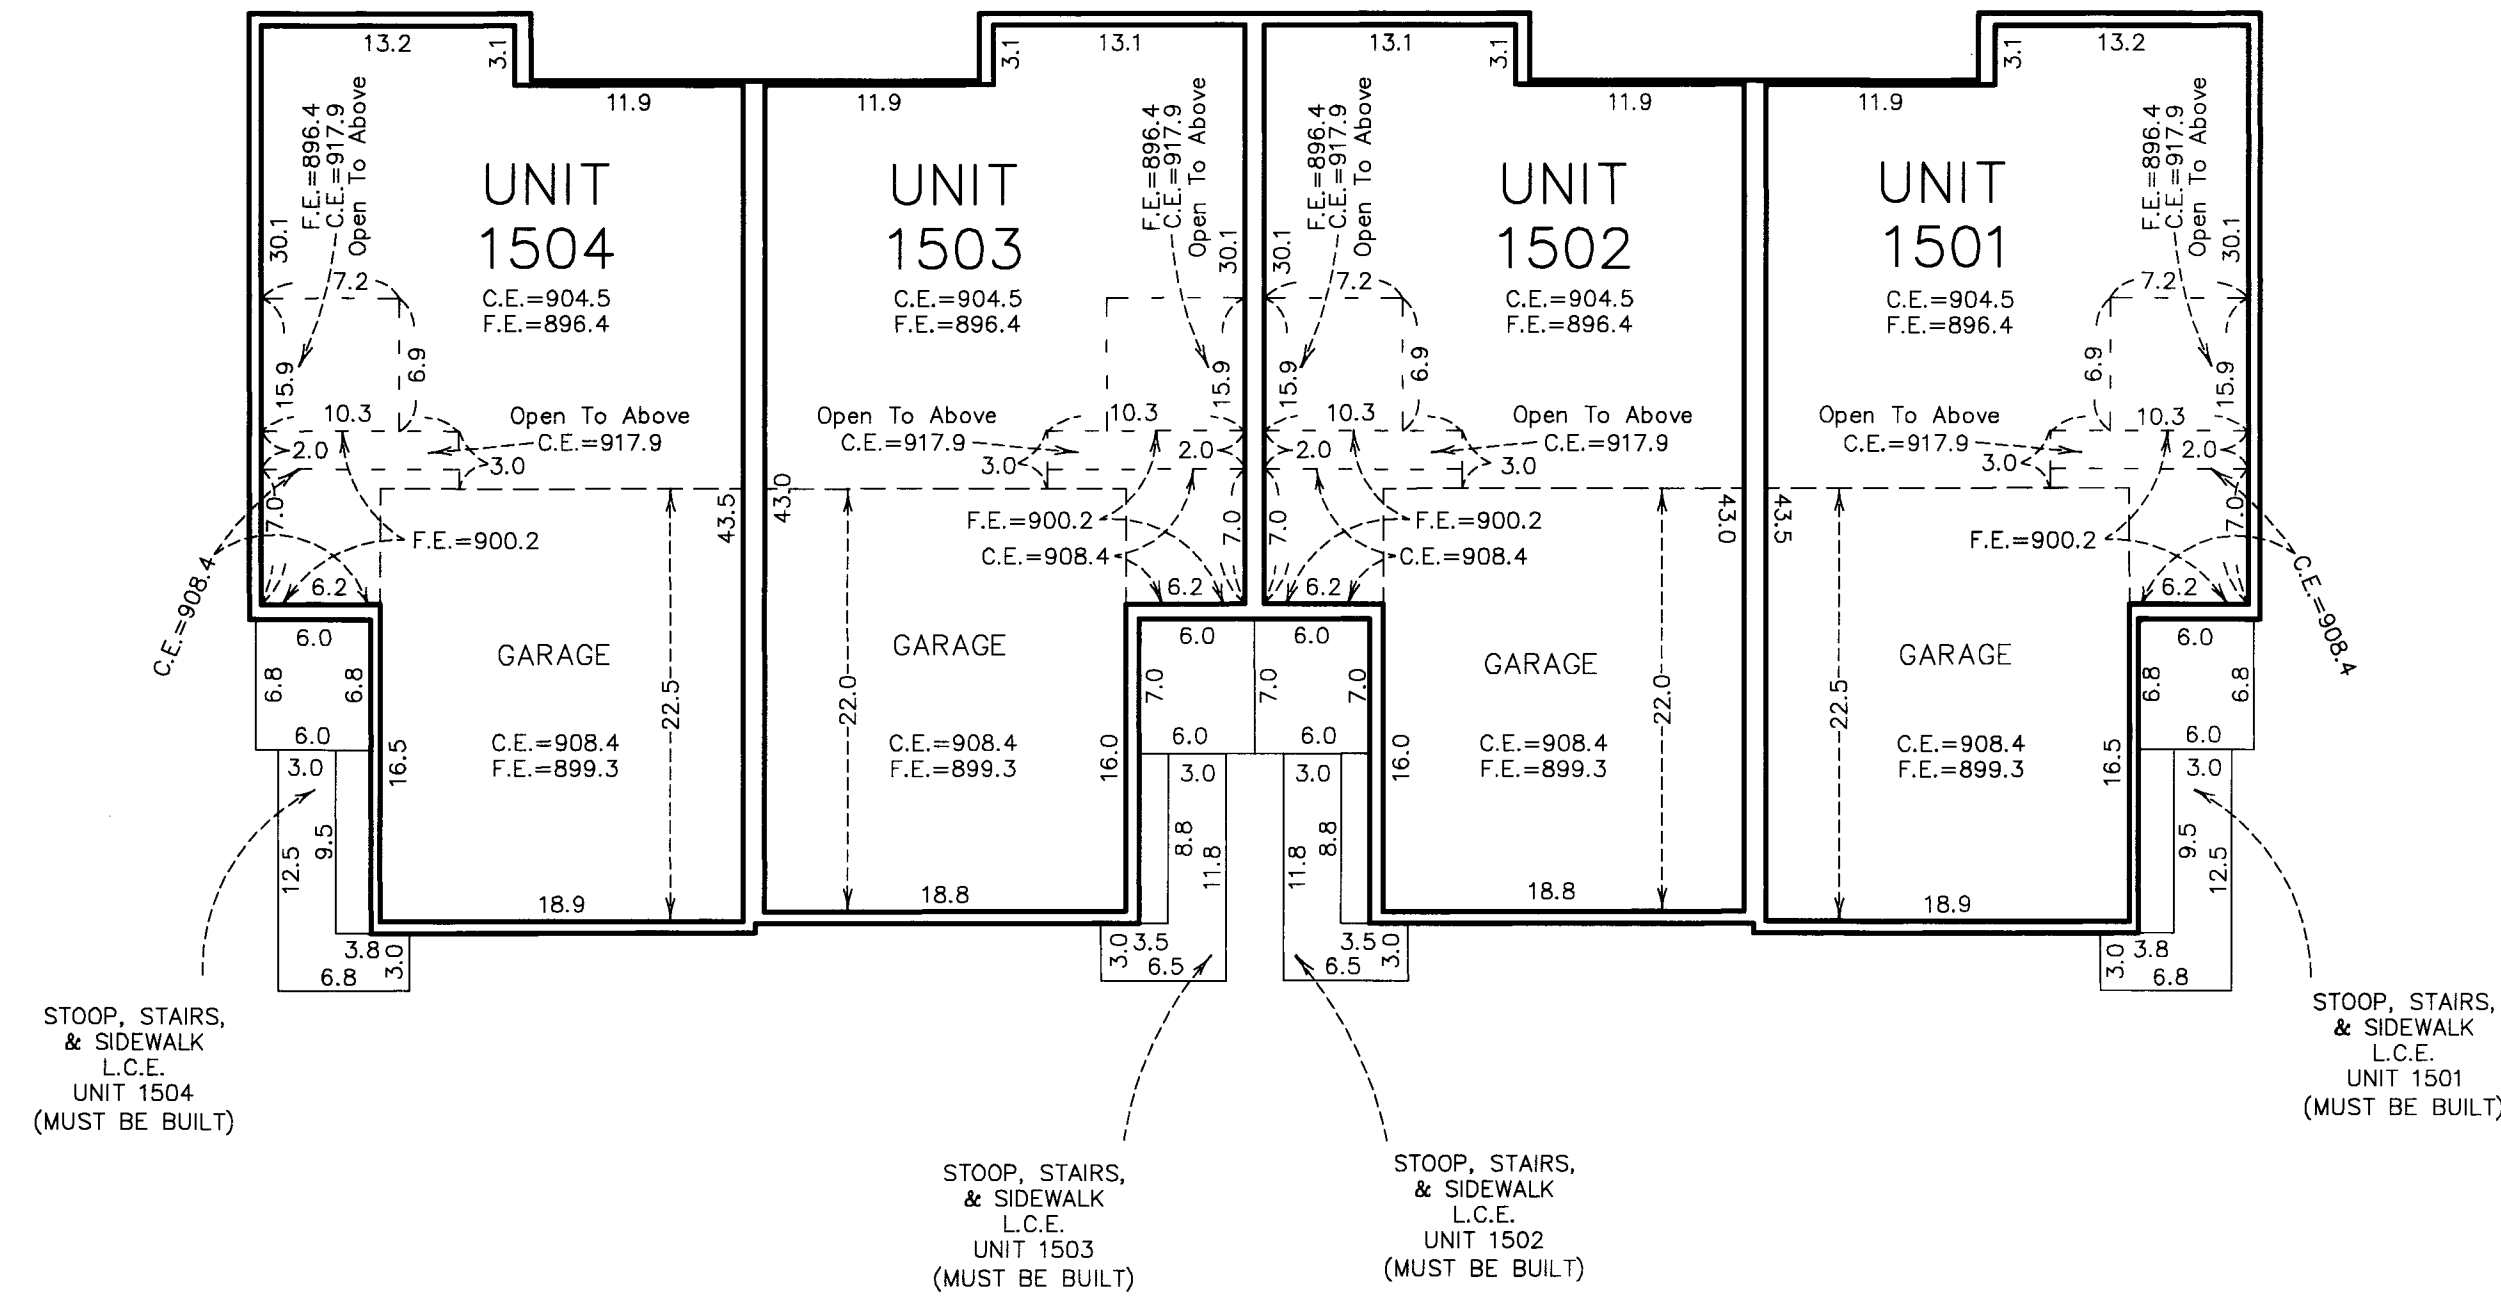 13.2
3.1
11.9
F.E.=896.4
C.E.=917.9
Open To Above
UNIT
1504
C.E.=904.5
F.E.=896.4
30.1
7.2
6.9
15.9
10.3
Open To Above
C.E.=917.9
2.0
3.0
7.0
F.E.=900.2
C.E.=908.4
6.2
43.5
GARAGE
22.5
C.E.=908.4
F.E.=899.3
16.5
18.9
6.0
6.8
6.8
6.0
3.0
9.5
12.5
3.8
3.0
6.8
STOOP, STAIRS,
& SIDEWALK
L.C.E.
UNIT 1504
(MUST BE BUILT)
13.1
3.1
11.9
F.E.=896.4
C.E.=917.9
Open To Above
UNIT
1503
C.E.=904.5
F.E.=896.4
30.1
15.9
Open To Above
C.E.=917.9
10.3
2.0
3.0
43.0
F.E.=900.2
C.E.=908.4
7.0
6.2
GARAGE
22.0
C.E.=908.4
F.E.=899.3
16.0
18.8
6.0
7.0
6.0
3.0
8.8
11.8
3.0
3.5
6.5
STOOP, STAIRS,
& SIDEWALK
L.C.E.
UNIT 1503
(MUST BE BUILT)
13.1
3.1
11.9
F.E.=896.4
C.E.=917.9
Open To Above
UNIT
1502
C.E.=904.5
F.E.=896.4
30.1
7.2
6.9
15.9
10.3
Open To Above
C.E.=917.9
2.0
3.0
7.0
F.E.=900.2
C.E.=908.4
6.2
43.0
GARAGE
22.0
C.E.=908.4
F.E.=899.3
16.0
18.8
6.0
7.0
7.0
6.0
3.0
8.8
11.8
3.5
3.0
6.5
STOOP, STAIRS,
& SIDEWALK
L.C.E.
UNIT 1502
(MUST BE BUILT)
13.2
3.1
11.9
F.E.=896.4
C.E.=917.9
Open To Above
UNIT
1501
C.E.=904.5
F.E.=896.4
30.1
7.2
6.9
15.9
Open To Above
C.E.=917.9
10.3
2.0
3.0
43.5
F.E.=900.2
7.0
C.E.=908.4
6.2
GARAGE
22.5
C.E.=908.4
F.E.=899.3
16.5
18.9
6.0
6.8
6.8
6.0
3.0
9.5
12.5
3.0
3.8
6.8
STOOP, STAIRS,
& SIDEWALK
L.C.E.
UNIT 1501
(MUST BE BUILT)